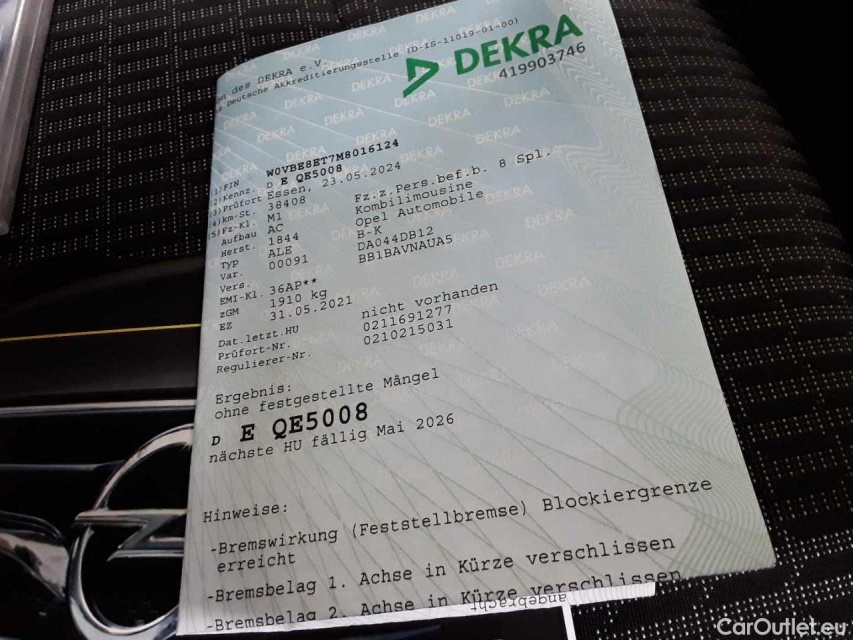 DEKRA
419903746
des DEKRA e.V.
Deutsche Akkreditierungsstelle (D-IS-11019-01-00)
(1) FIN W0VBE8ET7M8016124
(2) Kennz. D E QE5008
(3) Prüfort Essen, 23.05.2024
(4) km-St. 38408
(5) Fz-Kl. M1 Fz.z.Pers.bef.b. 8 Spl.
Aufbau AC Kombilimousine
Herst. 1844 Opel Automobile
Typ ALE B-K
Var. 00091 DA044DB12
Vers. BB1BAVNAUA5
EMI-Kl. 36AP**
zGM 1910 kg
EZ 31.05.2021
Dat.letzt.HU nicht vorhanden
Prüfort-Nr. 0211691277
Regulierer-Nr. 0210215031
Ergebnis:
ohne festgestellte Mängel
D E QE5008
nächste HU fällig Mai 2026
Hinweise:
-Bremswirkung (Feststellbremse) Blockiergrenze
erreicht
-Bremsbelag 1. Achse in Kürze verschlissen
-Bremsbelag 2. Achse in Kürze verschlissen
angebracht
CarOutlet.eu